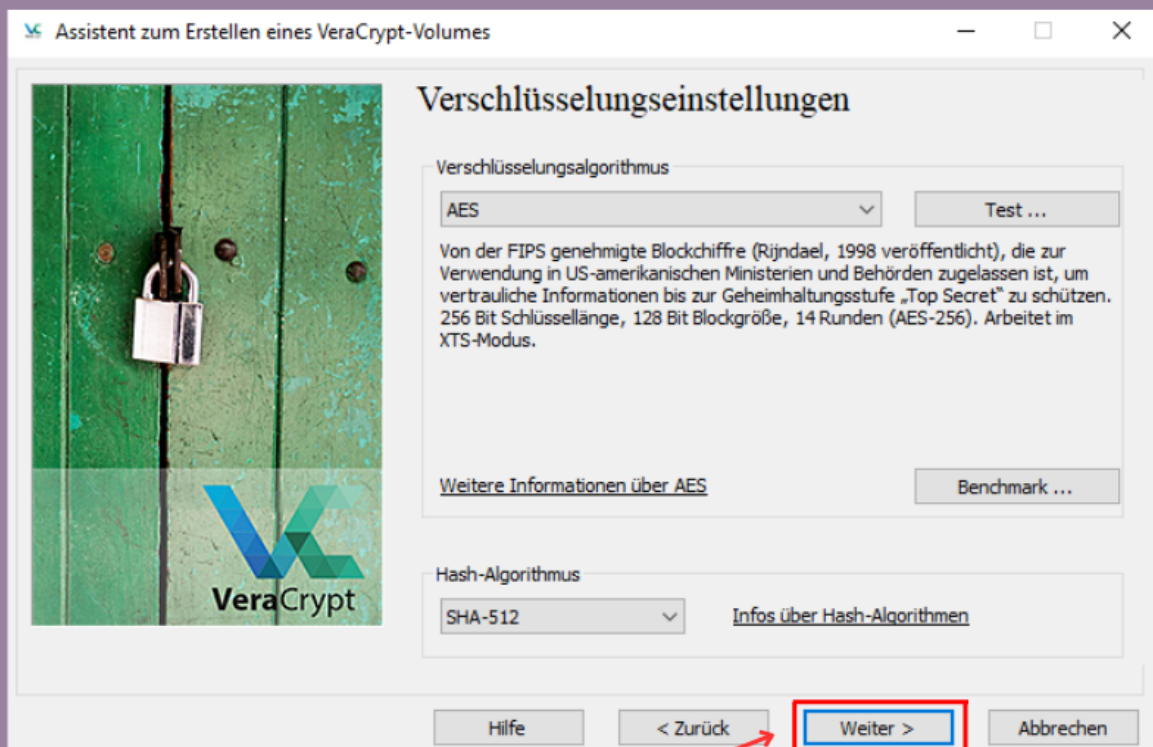 Assistent zum Erstellen eines VeraCrypt-Volumes
Verschlüsselungseinstellungen
Verschlüsselungsalgorithmus
AES
Test ...
Von der FIPS genehmigte Blockchiffre (Rijndael, 1998 veröffentlicht), die zur
Verwendung in US-amerikanischen Ministerien und Behörden zugelassen ist, um
vertrauliche Informationen bis zur Geheimhaltungsstufe „Top Secret“ zu schützen.
256 Bit Schlüssellänge, 128 Bit Blockgröße, 14 Runden (AES-256). Arbeitet im
XTS-Modus.
Weitere Informationen über AES
Benchmark ...
VeraCrypt
Hash-Algorithmus
SHA-512
Infos über Hash-Algorithmen
Hilfe
< Zurück
Weiter >
Abbrechen